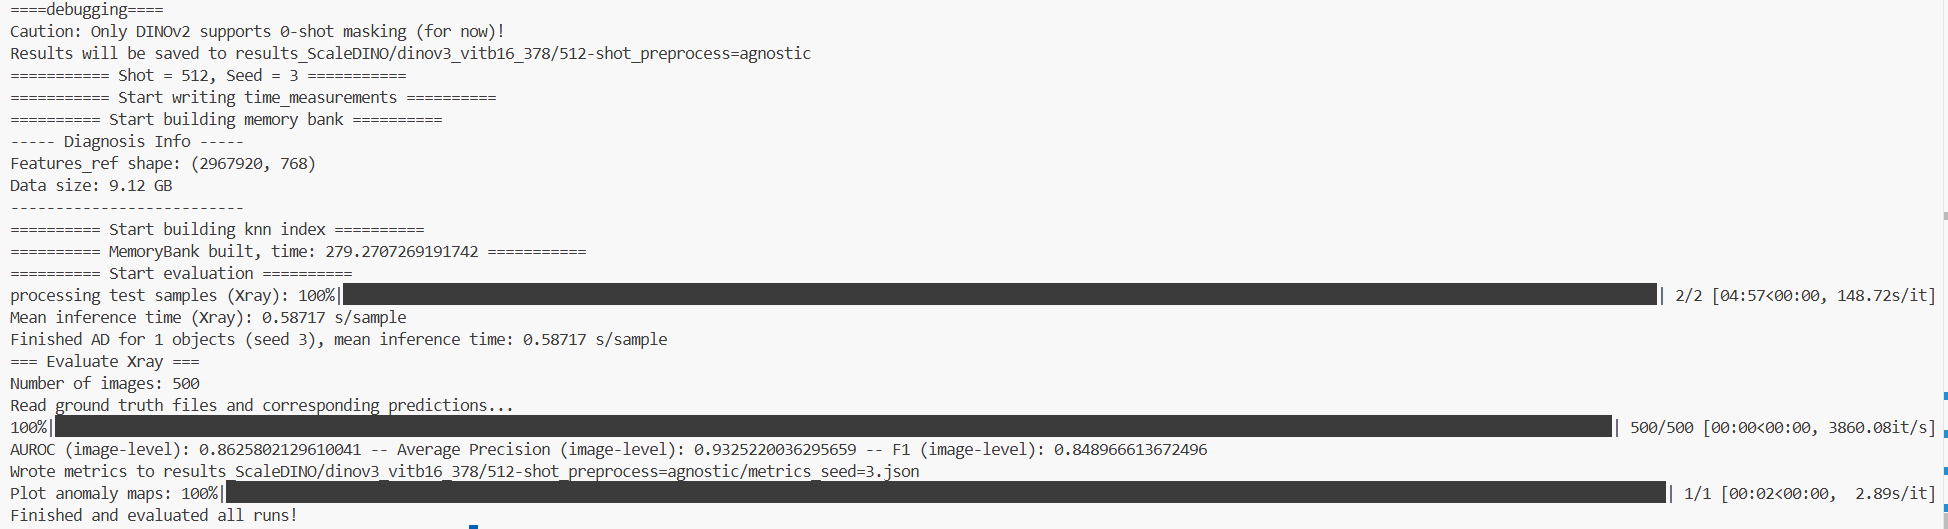 ====debugging====
Caution: Only DINOv2 supports 0-shot masking (for now)!
Results will be saved to results_ScaleDINO/dinov3_vitb16_378/512-shot_preprocess=agnostic
=========== Shot = 512, Seed = 3 ===========
=========== Start writing time_measurements ==========
========== Start building memory bank ==========
----- Diagnosis Info -----
Features_ref shape: (2967920, 768)
Data size: 9.12 GB
--------------------------
========== Start building knn index ==========
========== MemoryBank built, time: 279.2707269191742 ===========
========== Start evaluation ==========
processing test samples (Xray): 100%|| 2/2 [04:57<00:00, 148.72s/it]
Mean inference time (Xray): 0.58717 s/sample
Finished AD for 1 objects (seed 3), mean inference time: 0.58717 s/sample
=== Evaluate Xray ===
Number of images: 500
Read ground truth files and corresponding predictions...
100%|| 500/500 [00:00<00:00, 3860.08it/s]
AUROC (image-level): 0.8625802129610041 -- Average Precision (image-level): 0.9325220036295659 -- F1 (image-level): 0.848966613672496
Wrote metrics to results_ScaleDINO/dinov3_vitb16_378/512-shot_preprocess=agnostic/metrics_seed=3.json
Plot anomaly maps: 100%|| 1/1 [00:02<00:00,  2.89s/it]
Finished and evaluated all runs!